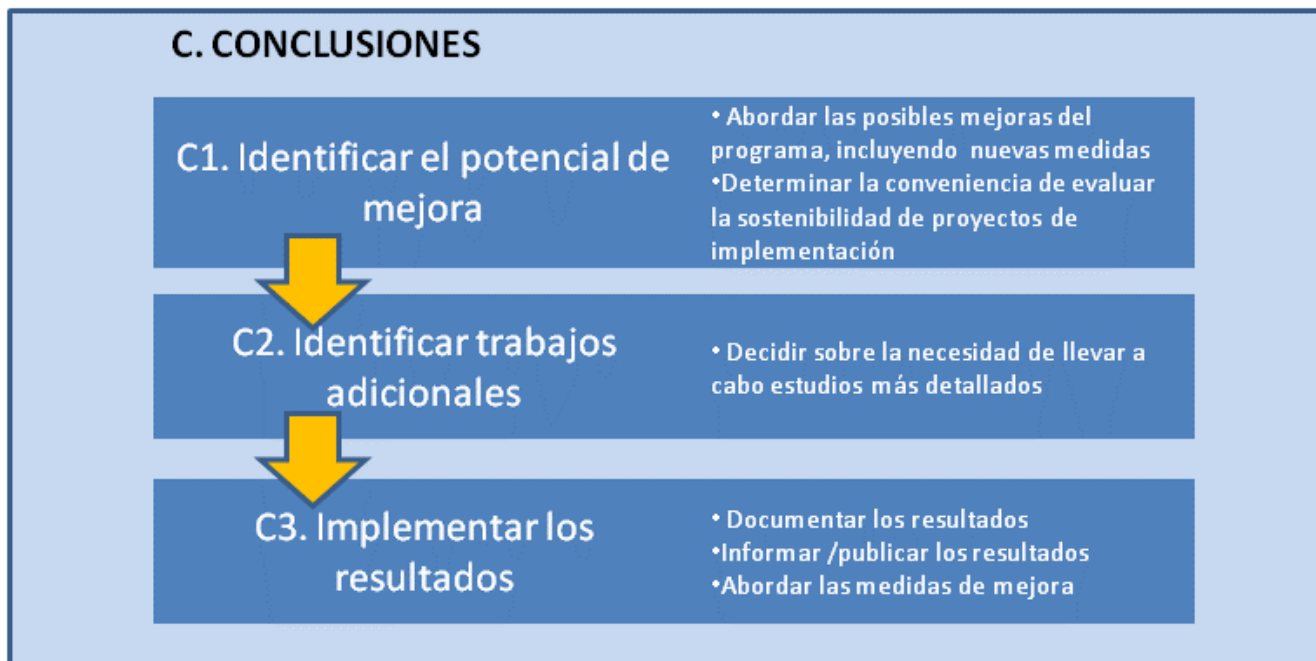 C. CONCLUSIONES
C1. Identificar el potencial de
mejora
• Abordar las posibles mejoras del
programa, incluyendo nuevas medidas
•Determinar la conveniencia de evaluar
la sostenibilidad de proyectos de
implementación
C2. Identificar trabajos
adicionales
• Decidir sobre la necesidad de llevar a
cabo estudios más detallados
C3. Implementar los
resultados
• Documentar los resultados
•Informar /publicar los resultados
•Abordar las medidas de mejora